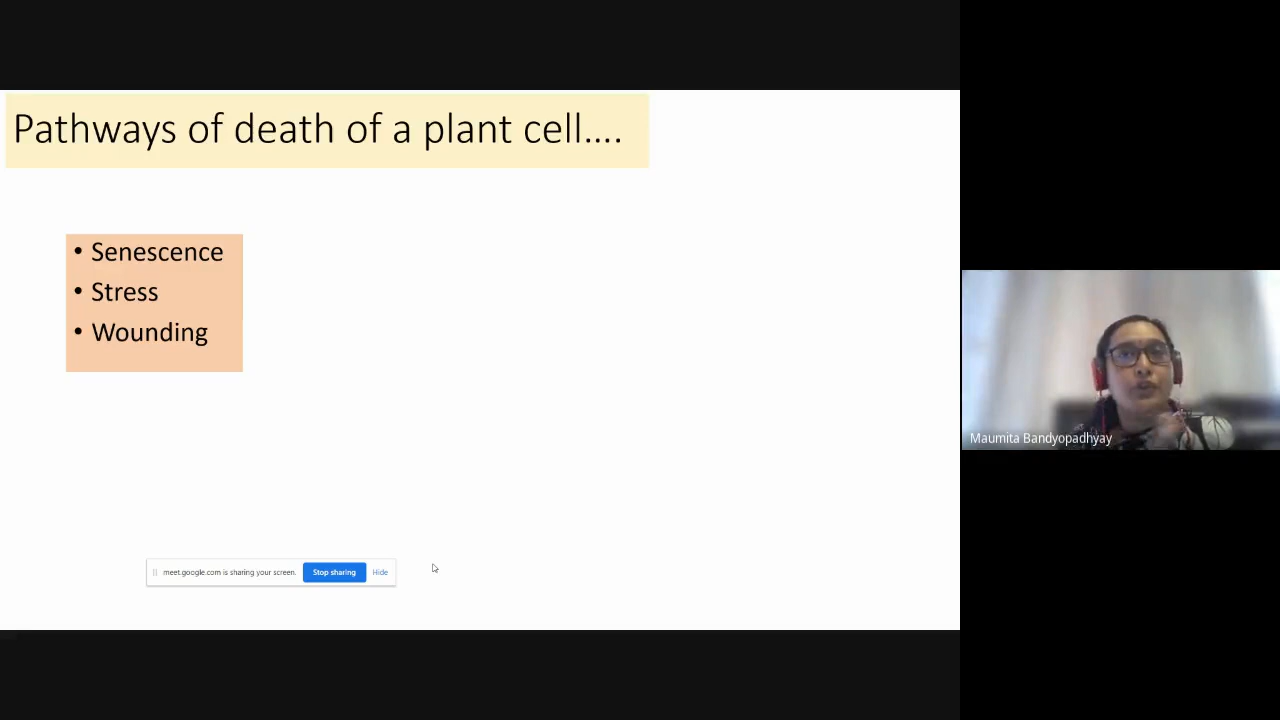 Pathways of death of a plant cell....
• Senescence
• Stress
• Wounding
Maumita Bandyopadhyay
meet.google.com is sharing your screen.
Stop sharing
Hide